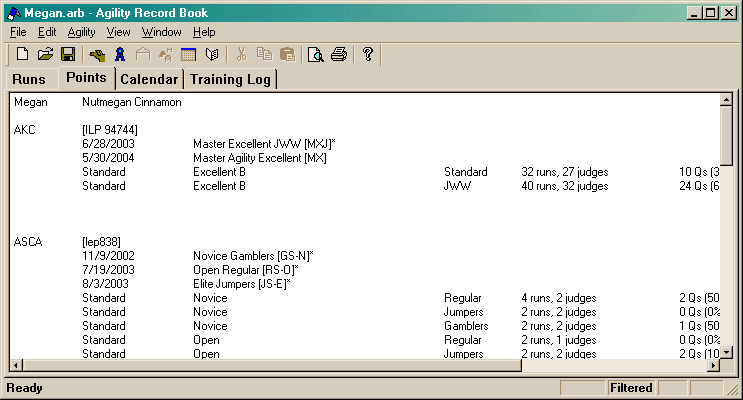 Megan.arb - Agility Record Book
File Edit Agility View Window Help
Runs Points Calendar Training Log
Megan Nutmegan Cinnamon
AKC [ILP 94744]
6/28/2003 Master Excellent JWW [MXJ]*
5/30/2004 Master Agility Excellent [MX]
Standard Excellent B Standard 32 runs, 27 judges 10 Qs (3
Standard Excellent B JWW 40 runs, 32 judges 24 Qs (6
ASCA [lep838]
11/9/2002 Novice Gamblers [GS-N]*
7/19/2003 Open Regular [RS-O]*
8/3/2003 Elite Jumpers [JS-E]*
Standard Novice Regular 4 runs, 2 judges 2 Qs (50
Standard Novice Jumpers 2 runs, 2 judges 0 Qs (0%
Standard Novice Gamblers 2 runs, 2 judges 1 Qs (50
Standard Open Regular 2 runs, 1 judges 0 Qs (0%
Standard Open Jumpers 2 runs, 2 judges 2 Qs (10
Ready Filtered